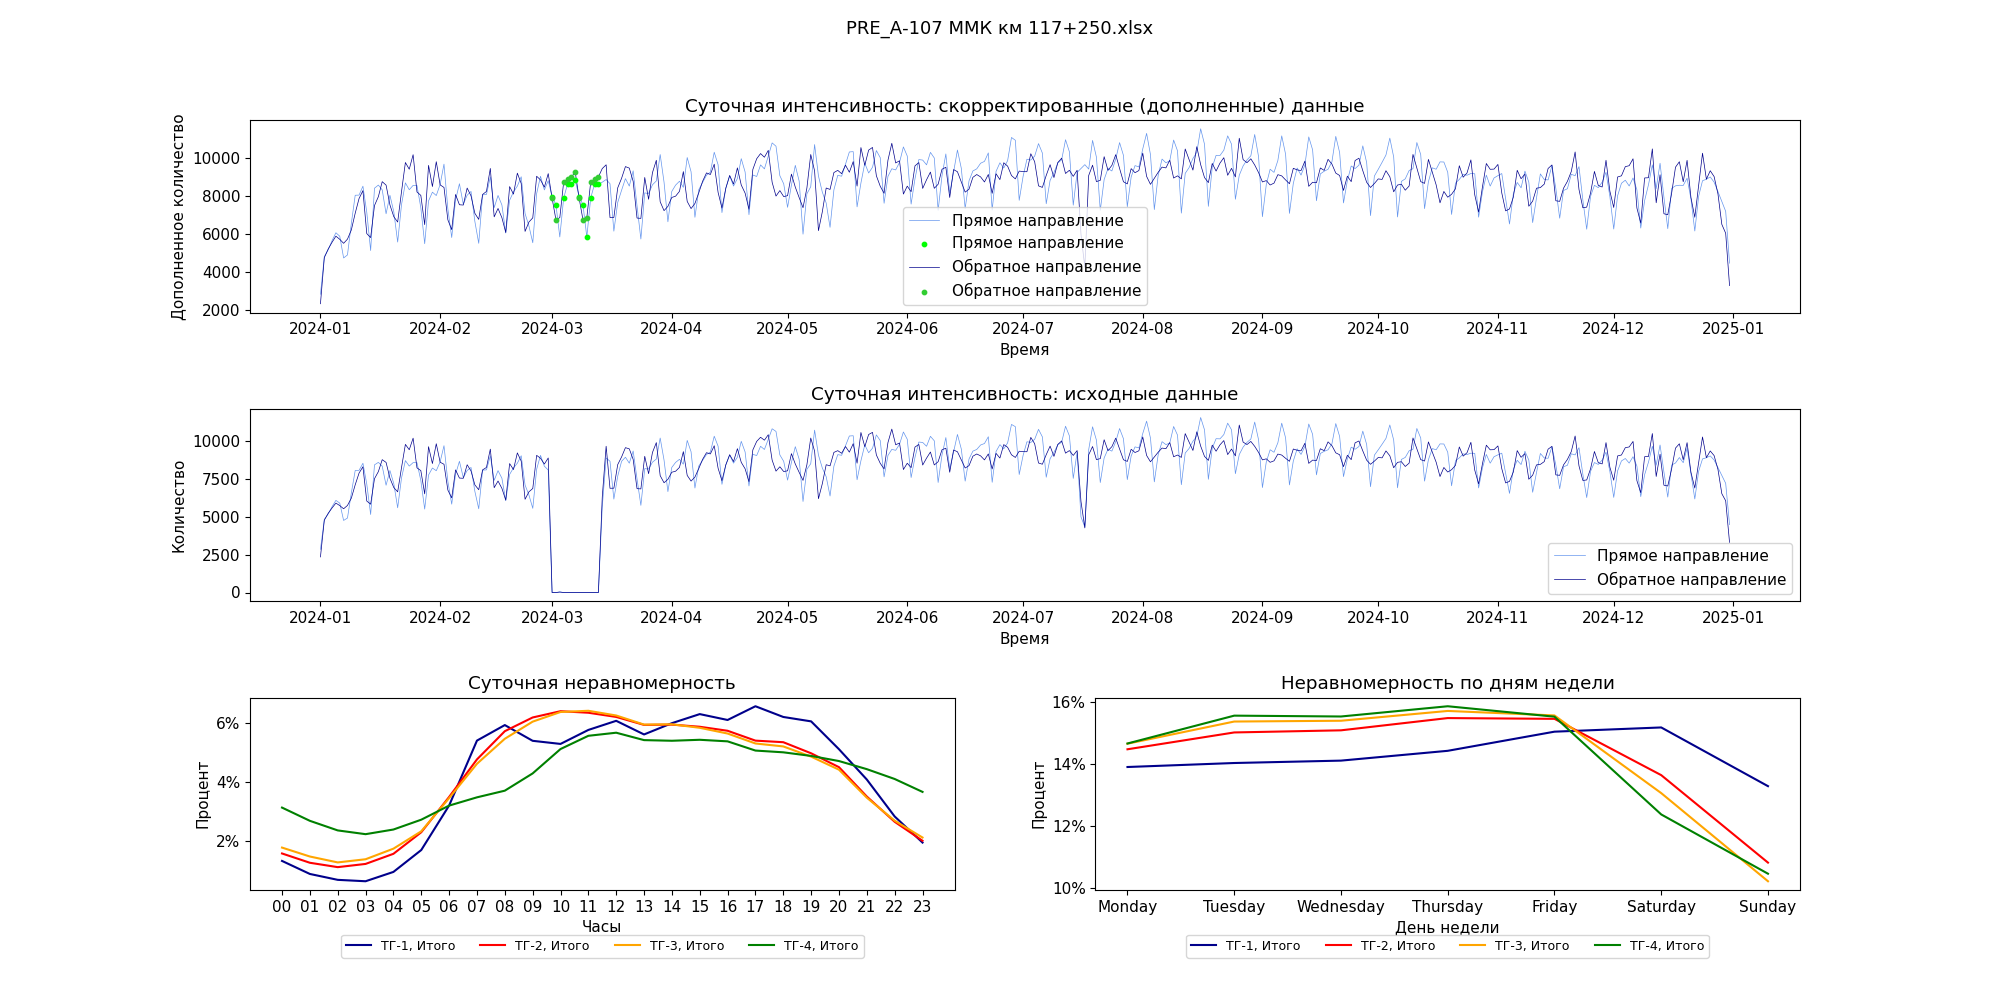 PRE_A-107 ММК км 117+250.xlsx
Суточная интенсивность: скорректированные (дополненные) данные
Дополненное количество
10000
8000
6000
4000
2000
Прямое направление
Прямое направление
Обратное направление
Обратное направление
2024-01 2024-02 2024-03 2024-04 2024-05 2024-06 2024-07 2024-08 2024-09 2024-10 2024-11 2024-12 2025-01
Время
Суточная интенсивность: исходные данные
Количество
10000
7500
5000
2500
0
Прямое направление
Обратное направление
2024-01 2024-02 2024-03 2024-04 2024-05 2024-06 2024-07 2024-08 2024-09 2024-10 2024-11 2024-12 2025-01
Время
Суточная неравномерность
Процент
6%
4%
2%
00 01 02 03 04 05 06 07 08 09 10 11 12 13 14 15 16 17 18 19 20 21 22 23
Часы
ТГ-1, Итого ТГ-2, Итого ТГ-3, Итого ТГ-4, Итого
Неравномерность по дням недели
Процент
16%
14%
12%
10%
Monday Tuesday Wednesday Thursday Friday Saturday Sunday
День недели
ТГ-1, Итого ТГ-2, Итого ТГ-3, Итого ТГ-4, Итого